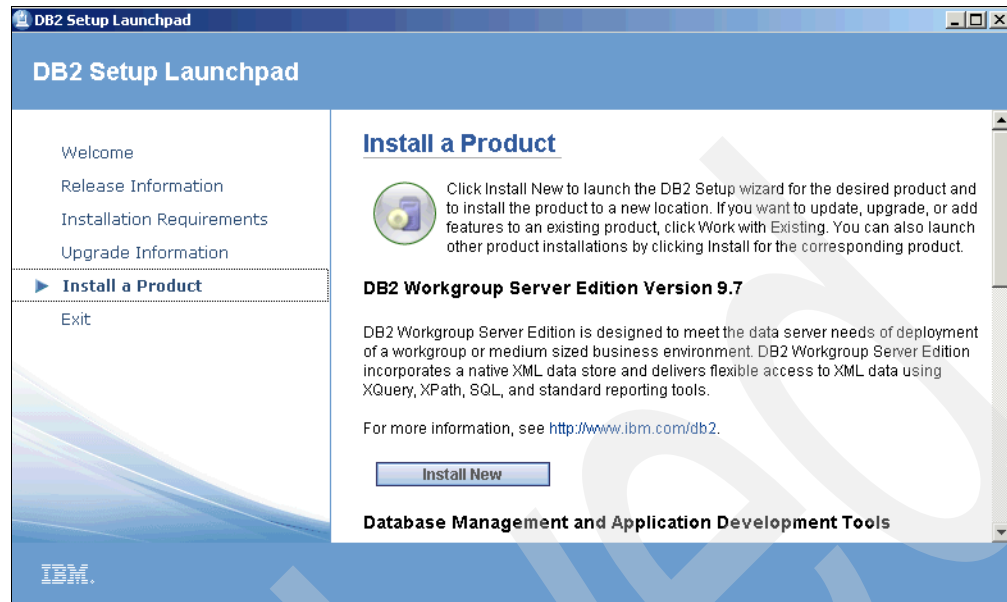 DB2 Setup Launchpad
DB2 Setup Launchpad
Welcome
Release Information
Installation Requirements
Upgrade Information
Install a Product
Exit
Install a Product
Click Install New to launch the DB2 Setup wizard for the desired product and
to install the product to a new location. If you want to update, upgrade, or add
features to an existing product, click Work with Existing. You can also launch
other product installations by clicking Install for the corresponding product.
DB2 Workgroup Server Edition Version 9.7
DB2 Workgroup Server Edition is designed to meet the data server needs of deployment
of a workgroup or medium sized business environment. DB2 Workgroup Server Edition
incorporates a native XML data store and delivers flexible access to XML data using
XQuery, XPath, SQL, and standard reporting tools.
For more information, see http://www.ibm.com/db2.
Install New
Database Management and Application Development Tools
IBM.